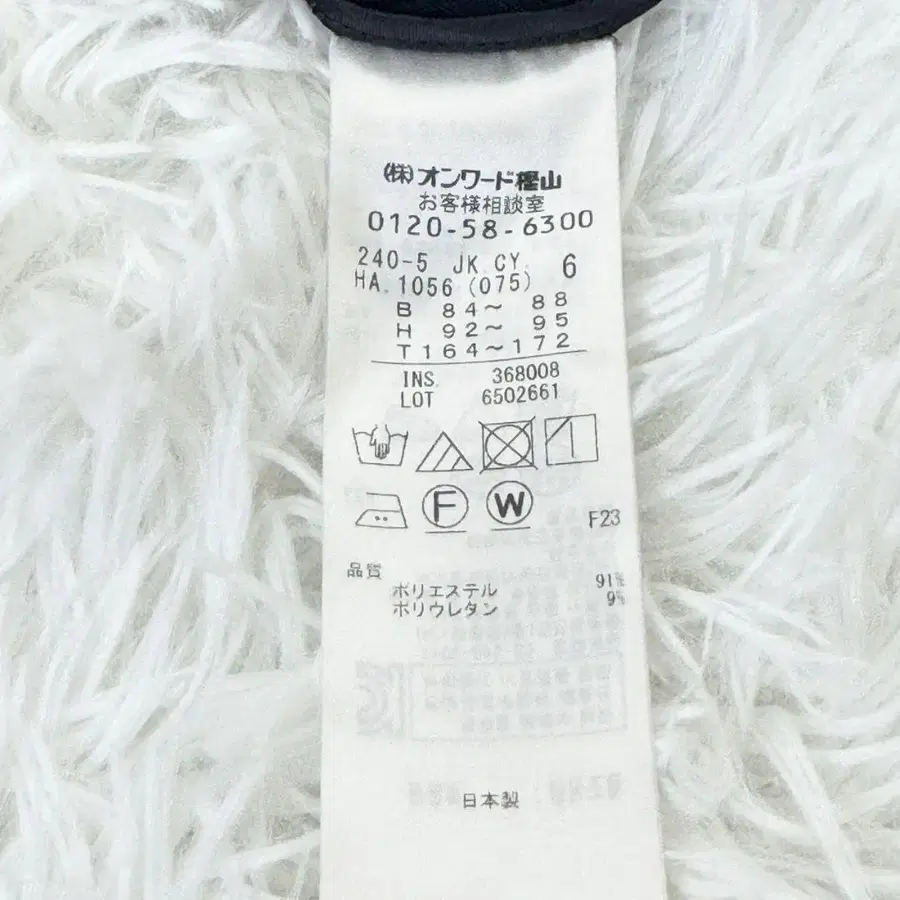 (株)オンワード樫山
お客様相談室
0120-58-6300
240-5 JK.CY. 6
HA.1056 (075)
B 84～ 88
H 92～ 95
T 164～172
INS. 368008
LOT 6502661
F
W
F23
品質
ポリエステル 91%
ポリウレタン 9%
日本製